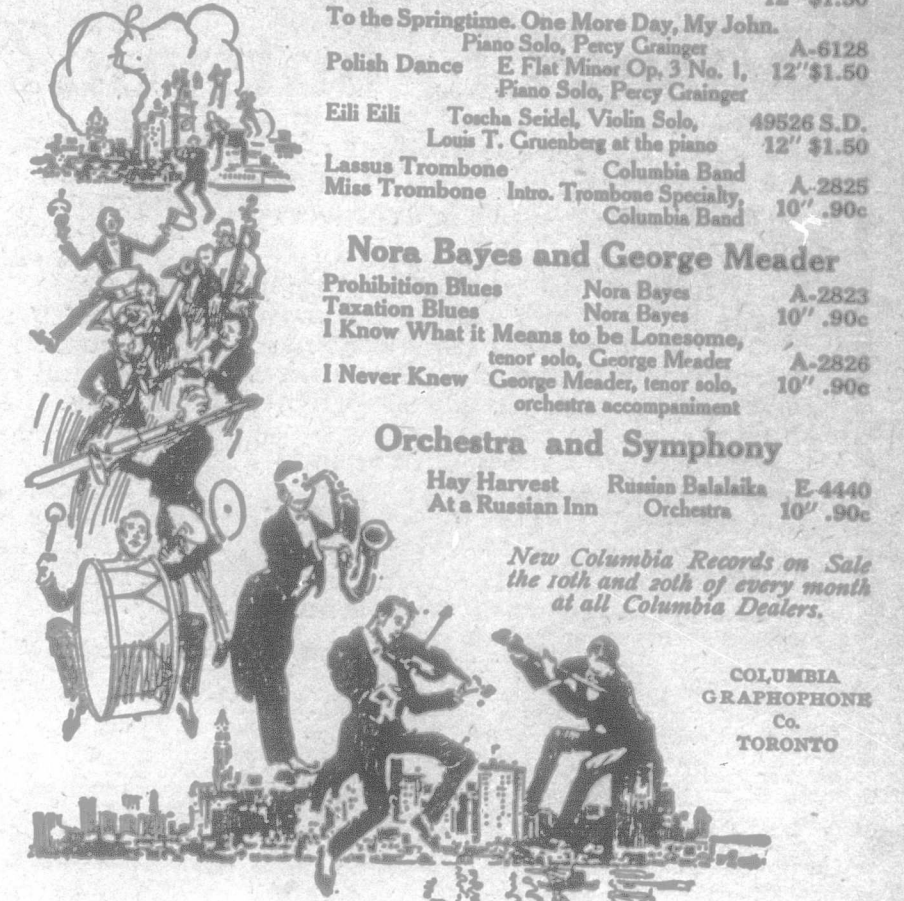 12" $1.50
To the Springtime. One More Day, My John.
Piano Solo, Percy Grainger A-6128
Polish Dance E Flat Minor Op, 3 No. 1, 12" $1.50
Piano Solo, Percy Grainger
Eili Eili Toscha Seidel, Violin Solo, 49526 S.D.
Louis T. Gruenberg at the piano 12" $1.50
Lassus Trombone Columbia Band
Miss Trombone Intro. Trombone Specialty, A-2825
Columbia Band 10" .90c
Nora Bayes and George Meader
Prohibition Blues Nora Bayes A-2823
Taxation Blues Nora Bayes 10" .90c
I Know What it Means to be Lonesome,
tenor solo, George Meader A-2826
I Never Knew George Meader, tenor solo, 10" .90c
orchestra accompaniment
Orchestra and Symphony
Hay Harvest Russian Balalaika E-4440
At a Russian Inn Orchestra 10" .90c
New Columbia Records on Sale
the 10th and 20th of every month
at all Columbia Dealers.
COLUMBIA
GRAPHOPHONE
Co.
TORONTO